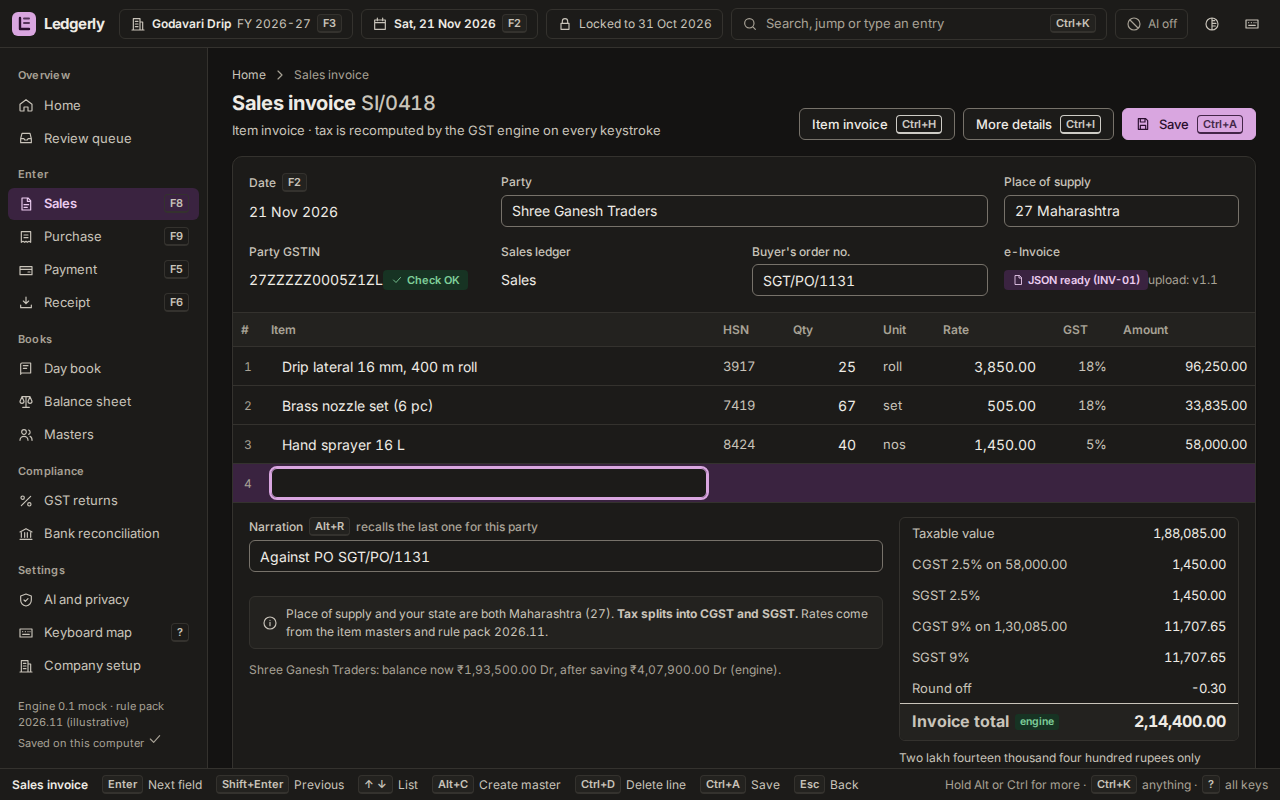 Ledgerly
Godavari Drip FY 2026-27 F3
Sat, 21 Nov 2026 F2
Locked to 31 Oct 2026
Search, jump or type an entry Ctrl+K
AI off
Overview
Home
Review queue
Enter
Sales F8
Purchase F9
Payment F5
Receipt F6
Books
Day book
Balance sheet
Masters
Compliance
GST returns
Bank reconciliation
Settings
AI and privacy
Keyboard map ?
Company setup
Engine 0.1 mock · rule pack
2026.11 (illustrative)
Saved on this computer
Home > Sales invoice
Sales invoice SI/0418
Item invoice · tax is recomputed by the GST engine on every keystroke
Item invoice Ctrl+H
More details Ctrl+I
Save Ctrl+A
Date F2
21 Nov 2026
Party
Shree Ganesh Traders
Place of supply
27 Maharashtra
Party GSTIN
27ZZZZZ0005Z1ZL Check OK
Sales ledger
Sales
Buyer's order no.
SGT/PO/1131
e-Invoice
JSON ready (INV-01) upload: v1.1
# Item HSN Qty Unit Rate GST Amount
1 Drip lateral 16 mm, 400 m roll 3917 25 roll 3,850.00 18% 96,250.00
2 Brass nozzle set (6 pc) 7419 67 set 505.00 18% 33,835.00
3 Hand sprayer 16 L 8424 40 nos 1,450.00 5% 58,000.00
4
Narration Alt+R recalls the last one for this party
Against PO SGT/PO/1131
Place of supply and your state are both Maharashtra (27). Tax splits into CGST and SGST. Rates come
from the item masters and rule pack 2026.11.
Shree Ganesh Traders: balance now ₹1,93,500.00 Dr, after saving ₹4,07,900.00 Dr (engine).
Taxable value 1,88,085.00
CGST 2.5% on 58,000.00 1,450.00
SGST 2.5% 1,450.00
CGST 9% on 1,30,085.00 11,707.65
SGST 9% 11,707.65
Round off -0.30
Invoice total engine 2,14,400.00
Two lakh fourteen thousand four hundred rupees only
Sales invoice Enter Next field Shift+Enter Previous ↑↓ List Alt+C Create master Ctrl+D Delete line Ctrl+A Save Esc Back
Hold Alt or Ctrl for more · Ctrl+K anything · ? all keys